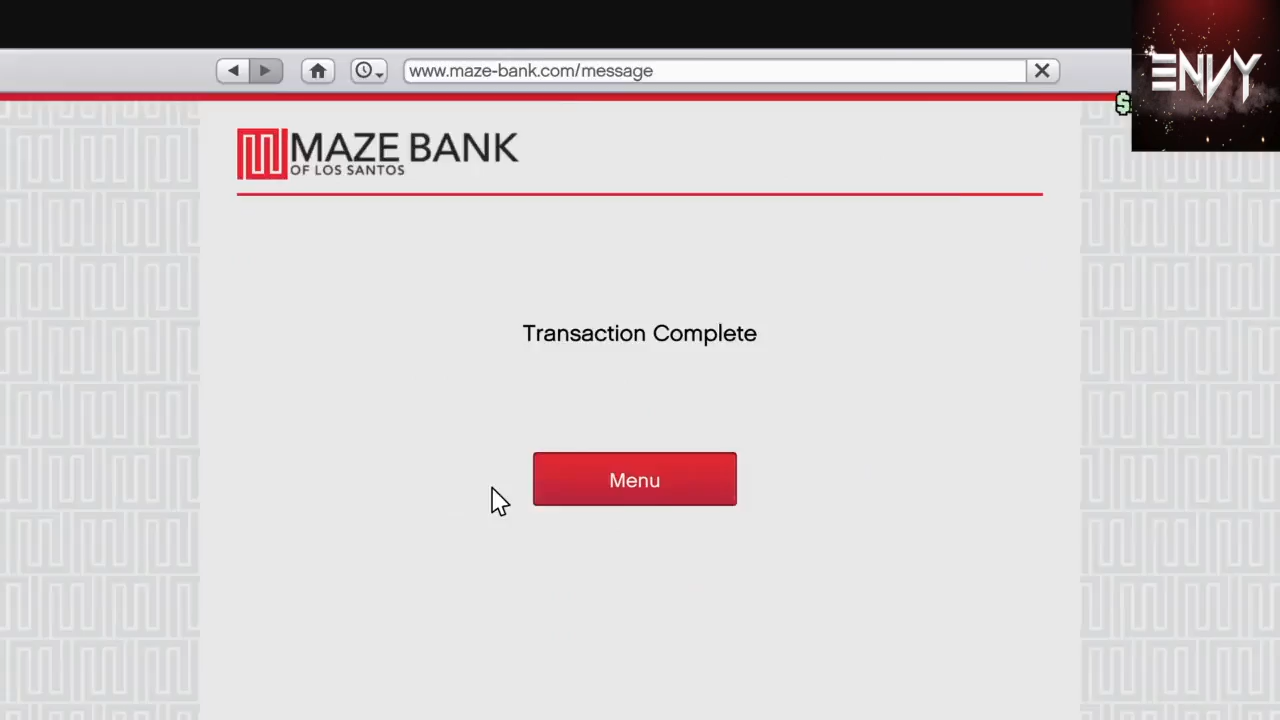 www.maze-bank.com/message
ENVY
$
MAZE BANK
OF LOS SANTOS
Transaction Complete
Menu